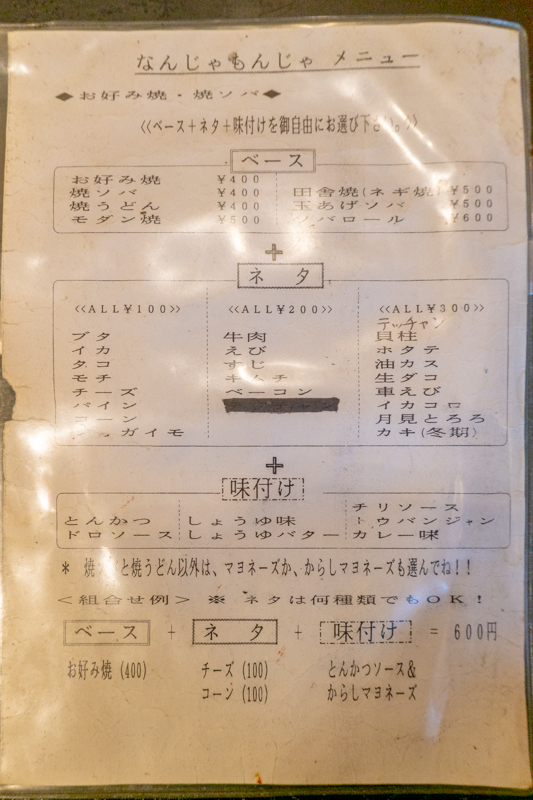 なんじゃもんじゃ メニュー
◆お好み焼・焼ソバ◆
<<ベース＋ネタ＋味付けを御自由にお選び下さい。>>
ベース
お好み焼 ¥400
焼ソバ ¥400 田舎焼(ネギ焼) ¥500
焼うどん ¥400 玉あげソバ ¥500
モダン焼 ¥500 ソバロール ¥600
＋
ネタ
<<ALL¥100>> <<ALL¥200>> <<ALL¥300>>
テッチャン
ブタ 牛肉 貝柱
イカ えび ホタテ
タコ すじ 油カス
モチ キムチ 生ダコ
チーズ ベーコン 車えび
パイン イカコロ
コーン 月見とろろ
ガイモ カキ(冬期)
＋
味付け
チリソース
とんかつ しょうゆ味 トウバンジャン
ドロソース しょうゆバター カレー味
＊ 焼ソバと焼うどん以外は、マヨネーズか、からしマヨネーズも選んでね！！
＜組合せ例＞ ※ ネタは何種類でもOK！
ベース ＋ ネタ ＋ 味付け ＝ 600円
お好み焼(400) チーズ(100) とんかつソース＆
コーン(100) からしマヨネーズ